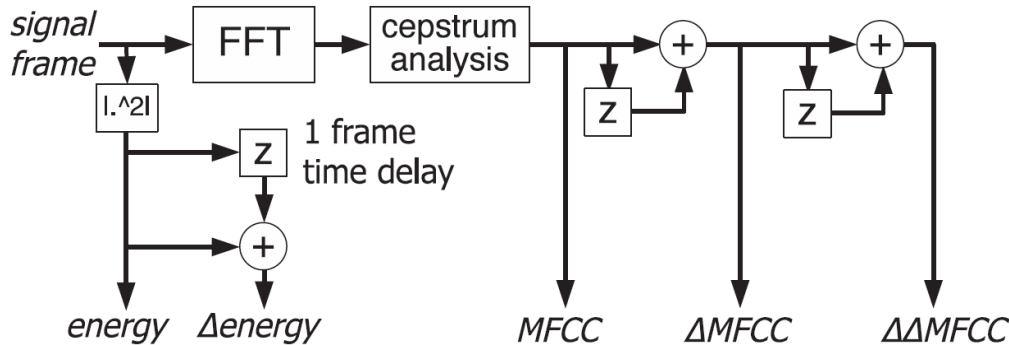 signal
frame
FFT
cepstrum
analysis
+
+
|.^2|
z
z
z
1 frame
time delay
+
energy
Δenergy
MFCC
ΔMFCC
ΔΔMFCC